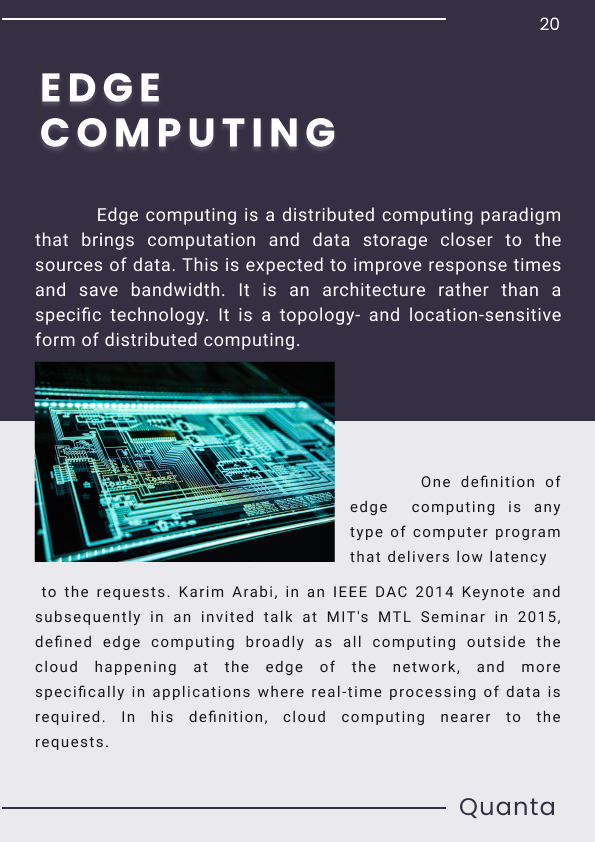 20
EDGE
COMPUTING
Edge computing is a distributed computing paradigm
that brings computation and data storage closer to the
sources of data. This is expected to improve response times
and save bandwidth. It is an architecture rather than a
specific technology. It is a topology- and location-sensitive
form of distributed computing.
One definition of
edge computing is any
type of computer program
that delivers low latency
to the requests. Karim Arabi, in an IEEE DAC 2014 Keynote and
subsequently in an invited talk at MIT's MTL Seminar in 2015,
defined edge computing broadly as all computing outside the
cloud happening at the edge of the network, and more
specifically in applications where real-time processing of data is
required. In his definition, cloud computing nearer to the
requests.
Quanta